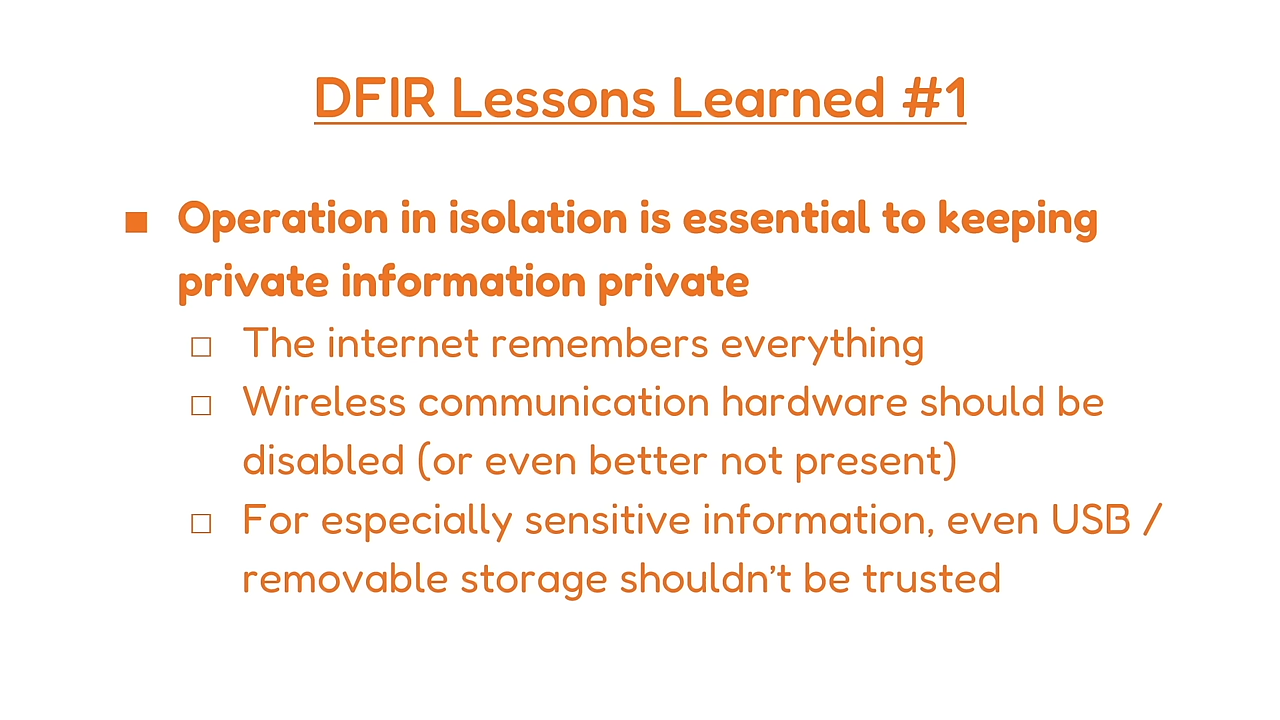 DFIR Lessons Learned #1
■ Operation in isolation is essential to keeping
private information private
□ The internet remembers everything
□ Wireless communication hardware should be
disabled (or even better not present)
□ For especially sensitive information, even USB /
removable storage shouldn’t be trusted